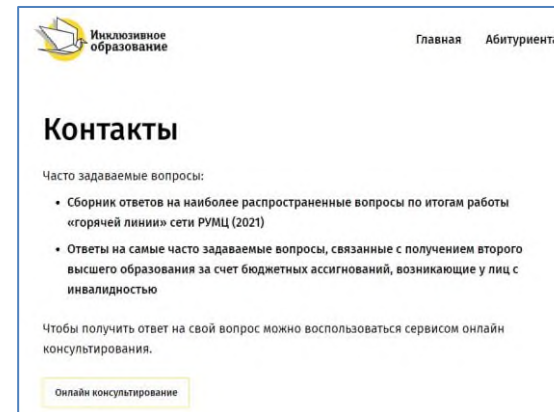 Инклюзивное
образование
Главная Абитуриента
Контакты
Часто задаваемые вопросы:
• Сборник ответов на наиболее распространенные вопросы по итогам работы
«горячей линии» сети РУМЦ (2021)
• Ответы на самые часто задаваемые вопросы, связанные с получением второго
высшего образования за счет бюджетных ассигнований, возникающие у лиц с
инвалидностью
Чтобы получить ответ на свой вопрос можно воспользоваться сервисом онлайн
консультирования.
Онлайн консультирование